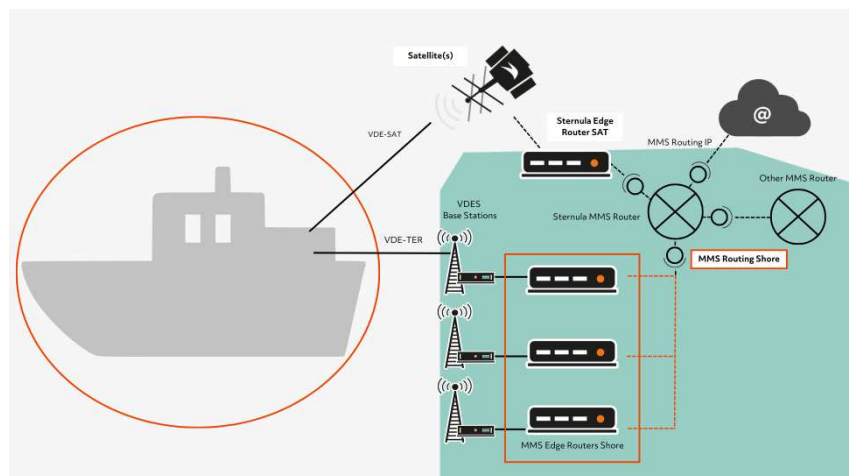 Satellite(s)
VDE-SAT
Sternula Edge
Router SAT
@
MMS Routing IP
Other MMS Router
VDES
Base Stations
Sternula MMS Router
VDE-TER
MMS Routing Shore
MMS Edge Routers Shore